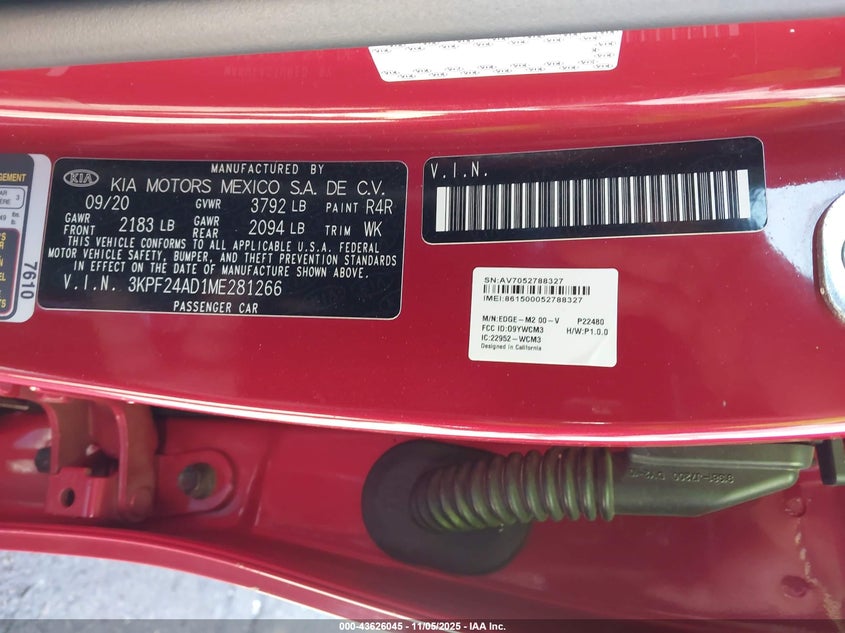 MANUFACTURED BY
KIA KIA MOTORS MEXICO S.A. DE C.V.
09/20 GVWR 3792 LB PAINT R4R
GAWR FRONT 2183 LB GAWR REAR 2094 LB TRIM WK
THIS VEHICLE CONFORMS TO ALL APPLICABLE U.S.A. FEDERAL
MOTOR VEHICLE SAFETY, BUMPER, AND THEFT PREVENTION STANDARDS
IN EFFECT ON THE DATE OF MANUFACTURE SHOWN ABOVE.
V.I.N. 3KPF24AD1ME281266
PASSENGER CAR
7610
V.I.N.
SN:AV7052788327
IMEI:861500052788327
M/N:EDGE-M2 00-V P22480
FCC ID:O9YWCM3 H/W:P1.0.0
IC:22952-WCM3
Designed in California
000-43626045 - 11/05/2025 - IAA Inc.